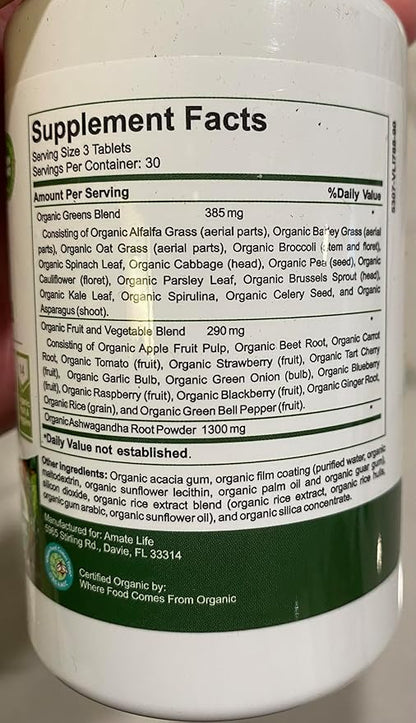 Supplement Facts
Serving Size 3 Tablets
Servings Per Container: 30
Amount Per Serving %Daily Value
Organic Greens Blend 385 mg *
Consisting of Organic Alfalfa Grass (aerial parts), Organic Barley Grass (aerial
parts), Organic Oat Grass (aerial parts), Organic Broccoli (stem and floret),
Organic Spinach Leaf, Organic Cabbage (head), Organic Pea (seed), Organic
Cauliflower (floret), Organic Parsley Leaf, Organic Brussels Sprout (head),
Organic Kale Leaf, Organic Spirulina, Organic Celery Seed, and Organic
Asparagus (shoot).
Organic Fruit and Vegetable Blend 290 mg *
Consisting of Organic Apple Fruit Pulp, Organic Beet Root, Organic Carrot
Root, Organic Tomato (fruit), Organic Strawberry (fruit), Organic Tart Cherry
(fruit), Organic Garlic Bulb, Organic Green Onion (bulb), Organic Blueberry
(fruit), Organic Raspberry (fruit), Organic Blackberry (fruit), Organic Ginger Root,
Organic Rice (grain), and Organic Green Bell Pepper (fruit).
Organic Ashwagandha Root Powder 1300 mg *
*Daily Value not established.
Other Ingredients: Organic acacia gum, organic film coating (purified water, organic
maltodextrin, organic sunflower lecithin, organic palm oil and organic guar gum),
silicon dioxide, organic rice extract blend (organic rice extract, organic rice hulls,
organic gum arabic, organic sunflower oil), and organic silica concentrate.
Manufactured for: Amate Life
5965 Stirling Rd., Davie, FL 33314
Certified Organic by:
Where Food Comes From Organic